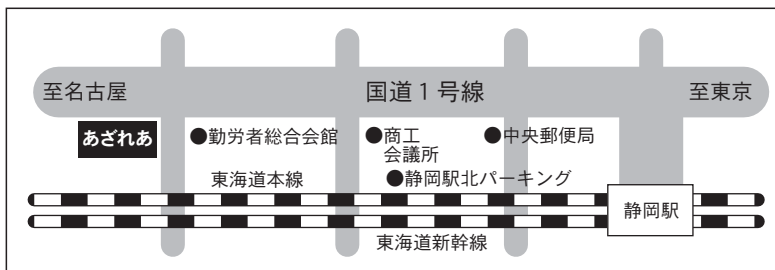 至名古屋
国道1号線
至東京
あざれあ
●勤労者総合会館
●商工
会議所
●中央郵便局
東海道本線
●静岡駅北パーキング
静岡駅
東海道新幹線